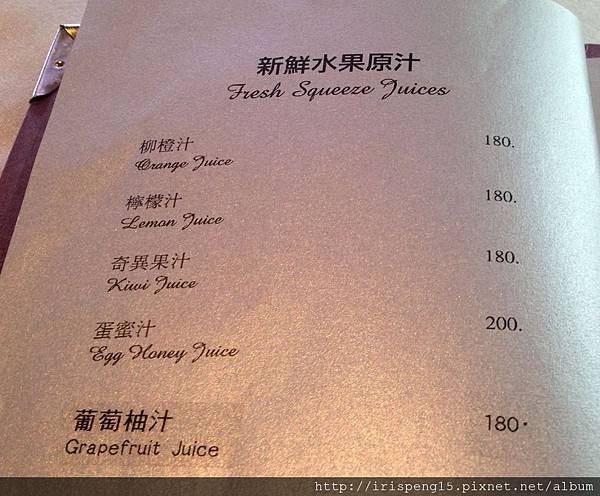 新鮮水果原汁
Fresh Squeeze Juices
柳橙汁 180.
Orange Juice
檸檬汁 180.
Lemon Juice
奇異果汁 180.
Kiwi Juice
蛋蜜汁 200.
Egg Honey Juice
葡萄柚汁 180.
Grapefruit Juice
http://irispeng15.pixnet.net/album